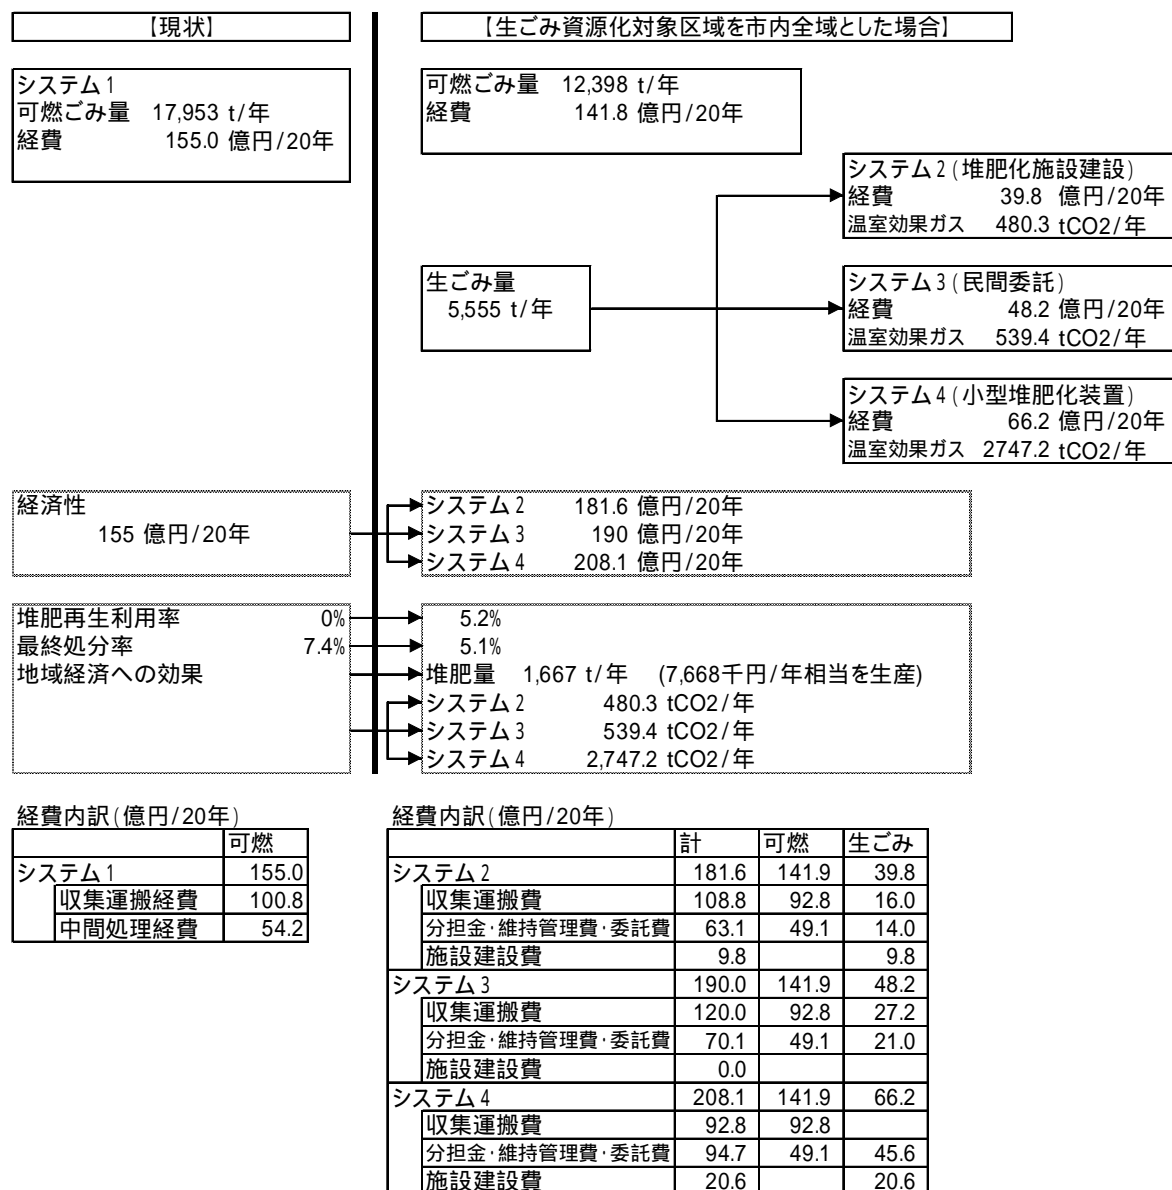 【現状】
【生ごみ資源化対象区域を市内全域とした場合】
システム1
可燃ごみ量 17,953 t/年
経費 155.0 億円/20年
可燃ごみ量 12,398 t/年
経費 141.8 億円/20年
システム2(堆肥化施設建設)
経費 39.8 億円/20年
温室効果ガス 480.3 tCO2/年
生ごみ量
5,555 t/年
システム3(民間委託)
経費 48.2 億円/20年
温室効果ガス 539.4 tCO2/年
システム4(小型堆肥化装置)
経費 66.2 億円/20年
温室効果ガス 2747.2 tCO2/年
経済性
155 億円/20年
システム2 181.6 億円/20年
システム3 190 億円/20年
システム4 208.1 億円/20年
堆肥再生利用率 0% 5.2%
最終処分率 7.4% 5.1%
地域経済への効果 堆肥量 1,667 t/年 (7,668千円/年相当を生産)
システム2 480.3 tCO2/年
システム3 539.4 tCO2/年
システム4 2,747.2 tCO2/年
経費内訳(億円/20年)
可燃
システム1 155.0
収集運搬経費 100.8
中間処理経費 54.2
経費内訳(億円/20年)
計 可燃 生ごみ
システム2 181.6 141.9 39.8
収集運搬費 108.8 92.8 16.0
分担金・維持管理費・委託費 63.1 49.1 14.0
施設建設費 9.8 9.8
システム3 190.0 141.9 48.2
収集運搬費 120.0 92.8 27.2
分担金・維持管理費・委託費 70.1 49.1 21.0
施設建設費 0.0
システム4 208.1 141.9 66.2
収集運搬費 92.8 92.8
分担金・維持管理費・委託費 94.7 49.1 45.6
施設建設費 20.6 20.6